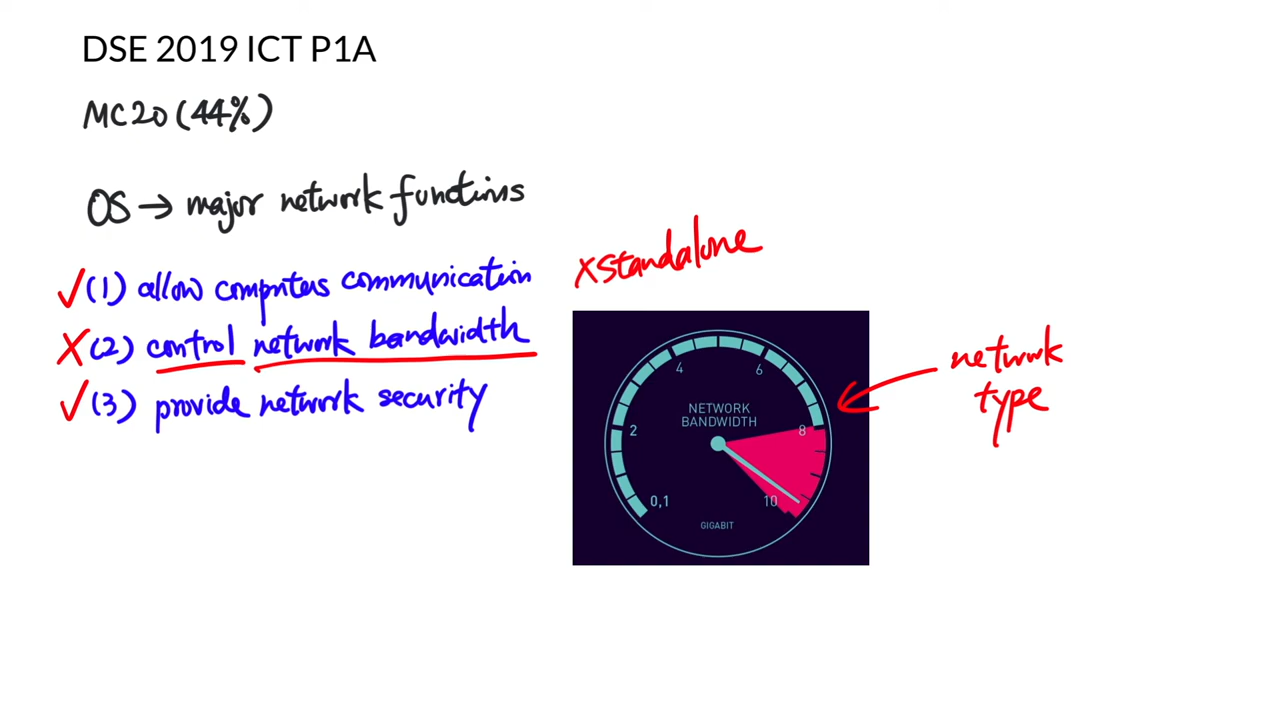 DSE 2019 ICT P1A
MC20 (44%)
OS → major network functions
✓ (1) allow computers communication
X standalone
X (2) control network bandwidth
✓ (3) provide network security
network
type
4
6
NETWORK
BANDWIDTH
2
8
0,1
10
GIGABIT